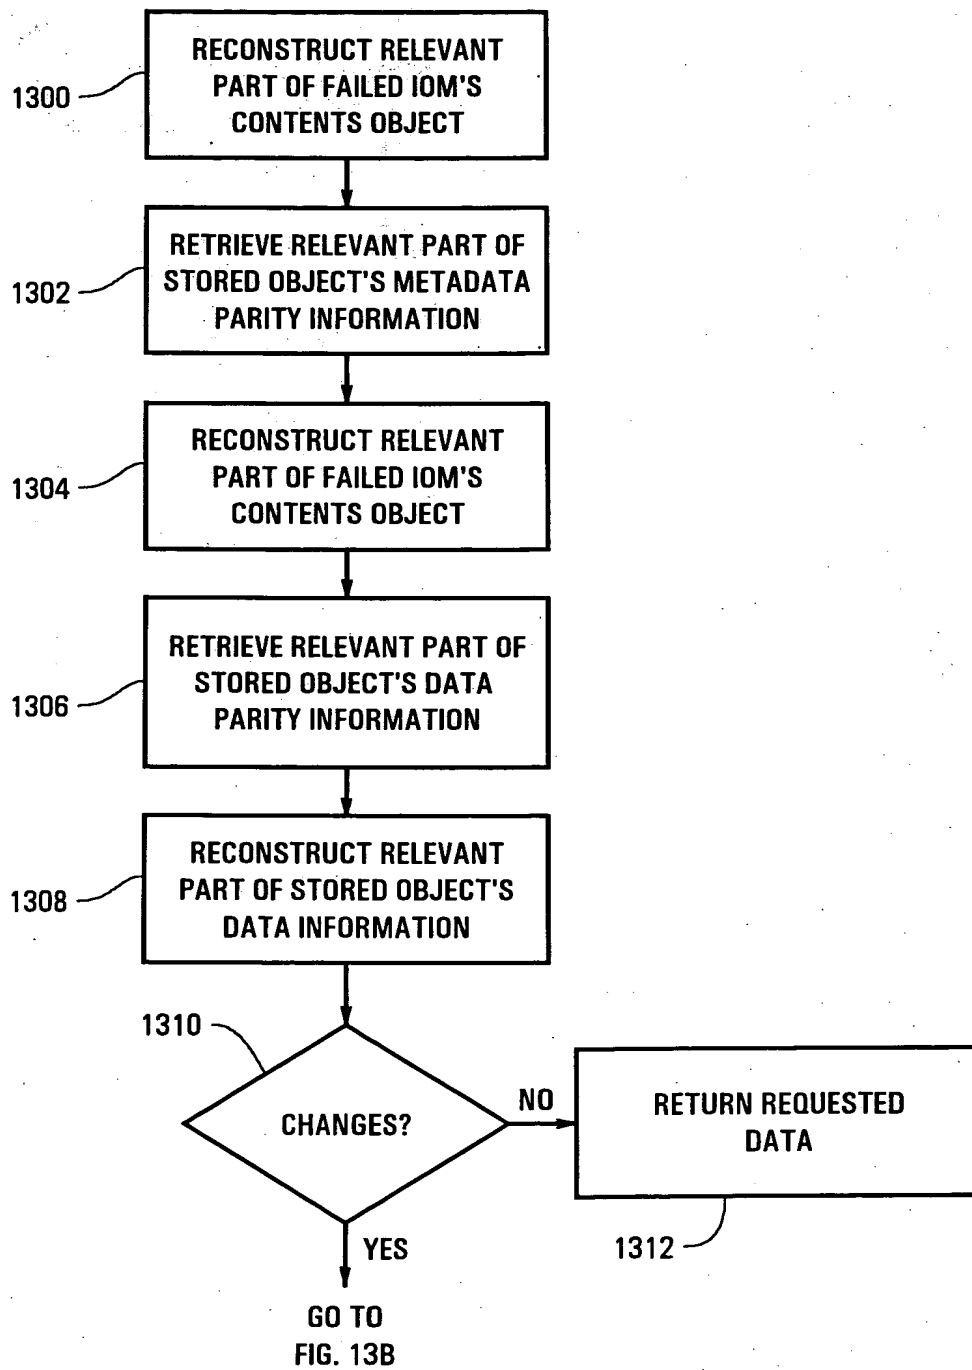 RECONSTRUCT RELEVANT
PART OF FAILED IOM'S
CONTENTS OBJECT
1300
RETRIEVE RELEVANT PART OF
STORED OBJECT'S METADATA
PARITY INFORMATION
1302
RECONSTRUCT RELEVANT
PART OF FAILED IOM'S
CONTENTS OBJECT
1304
RETRIEVE RELEVANT PART OF
STORED OBJECT'S DATA
PARITY INFORMATION
1306
RECONSTRUCT RELEVANT
PART OF STORED OBJECT'S
DATA INFORMATION
1308
1310
CHANGES?
NO
RETURN REQUESTED
DATA
1312
YES
GO TO
FIG. 13B